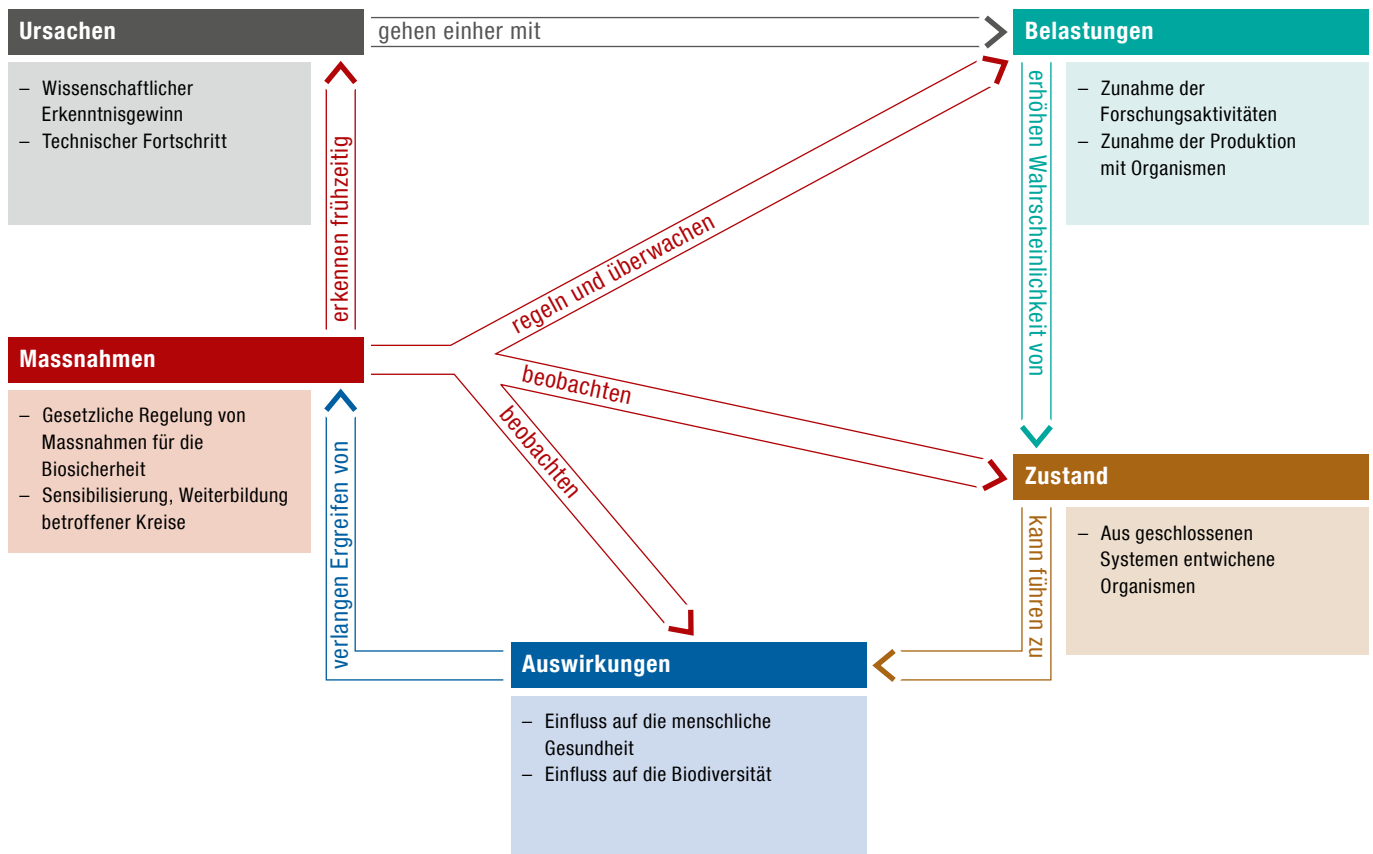 Ursachen
gehen einher mit
Belastungen
– Wissenschaftlicher
Erkenntnisgewinn
– Technischer Fortschritt
erkennen frühzeitig
erhöhen Wahrscheinlichkeit von
– Zunahme der
Forschungsaktivitäten
– Zunahme der Produktion
mit Organismen
regeln und überwachen
Massnahmen
beobachten
beobachten
– Gesetzliche Regelung von
Massnahmen für die
Biosicherheit
– Sensibilisierung, Weiterbildung
betroffener Kreise
verlangen Ergreifen von
Zustand
kann führen zu
– Aus geschlossenen
Systemen entwichene
Organismen
Auswirkungen
– Einfluss auf die menschliche
Gesundheit
– Einfluss auf die Biodiversität